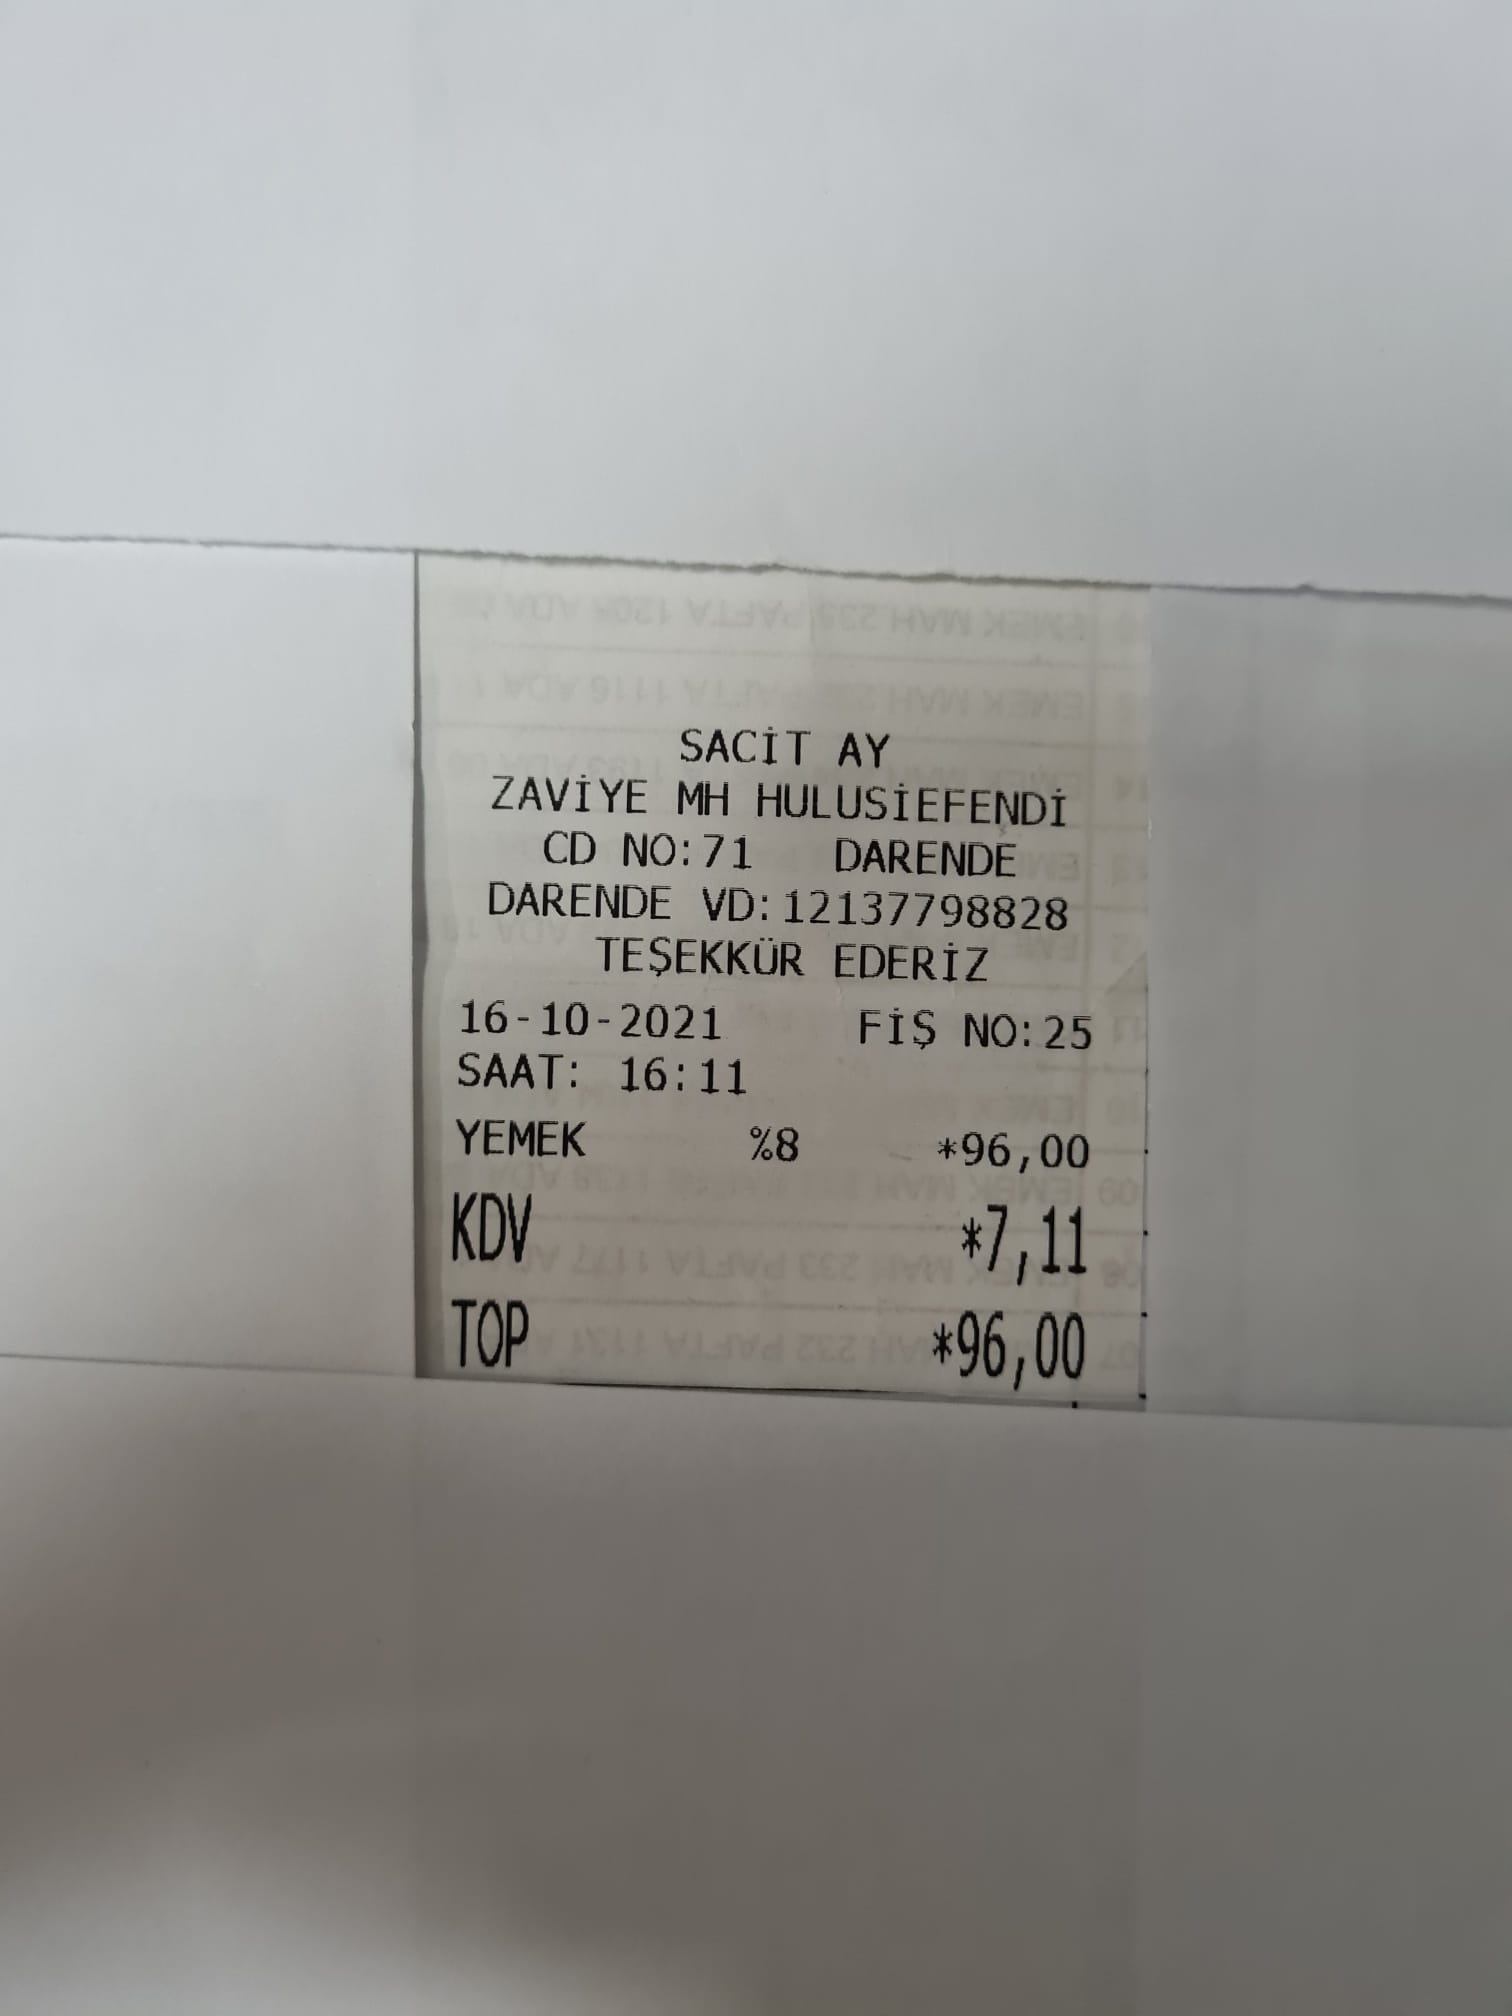 SACİT AY
ZAVİYE MH HULUSİEFENDİ
CD NO:71 DARENDE
DARENDE VD:12137798828
TEŞEKKÜR EDERİZ
16-10-2021 FİŞ NO:25
SAAT: 16:11
YEMEK %8 *96,00
KDV *7,11
TOP *96,00